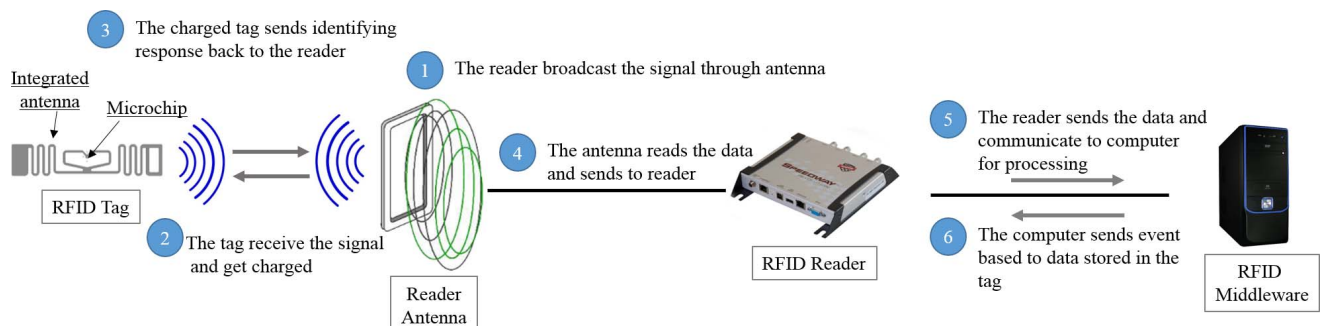 3
The charged tag sends identifying
response back to the reader
1
The reader broadcast the signal through antenna
Integrated
antenna
Microchip
RFID Tag
2
The tag receive the signal
and get charged
Reader
Antenna
4
The antenna reads the data
and sends to reader
SPEEDWAY
RFID Reader
5
The reader sends the data and
communicate to computer
for processing
6
The computer sends event
based to data stored in the
tag
RFID
Middleware